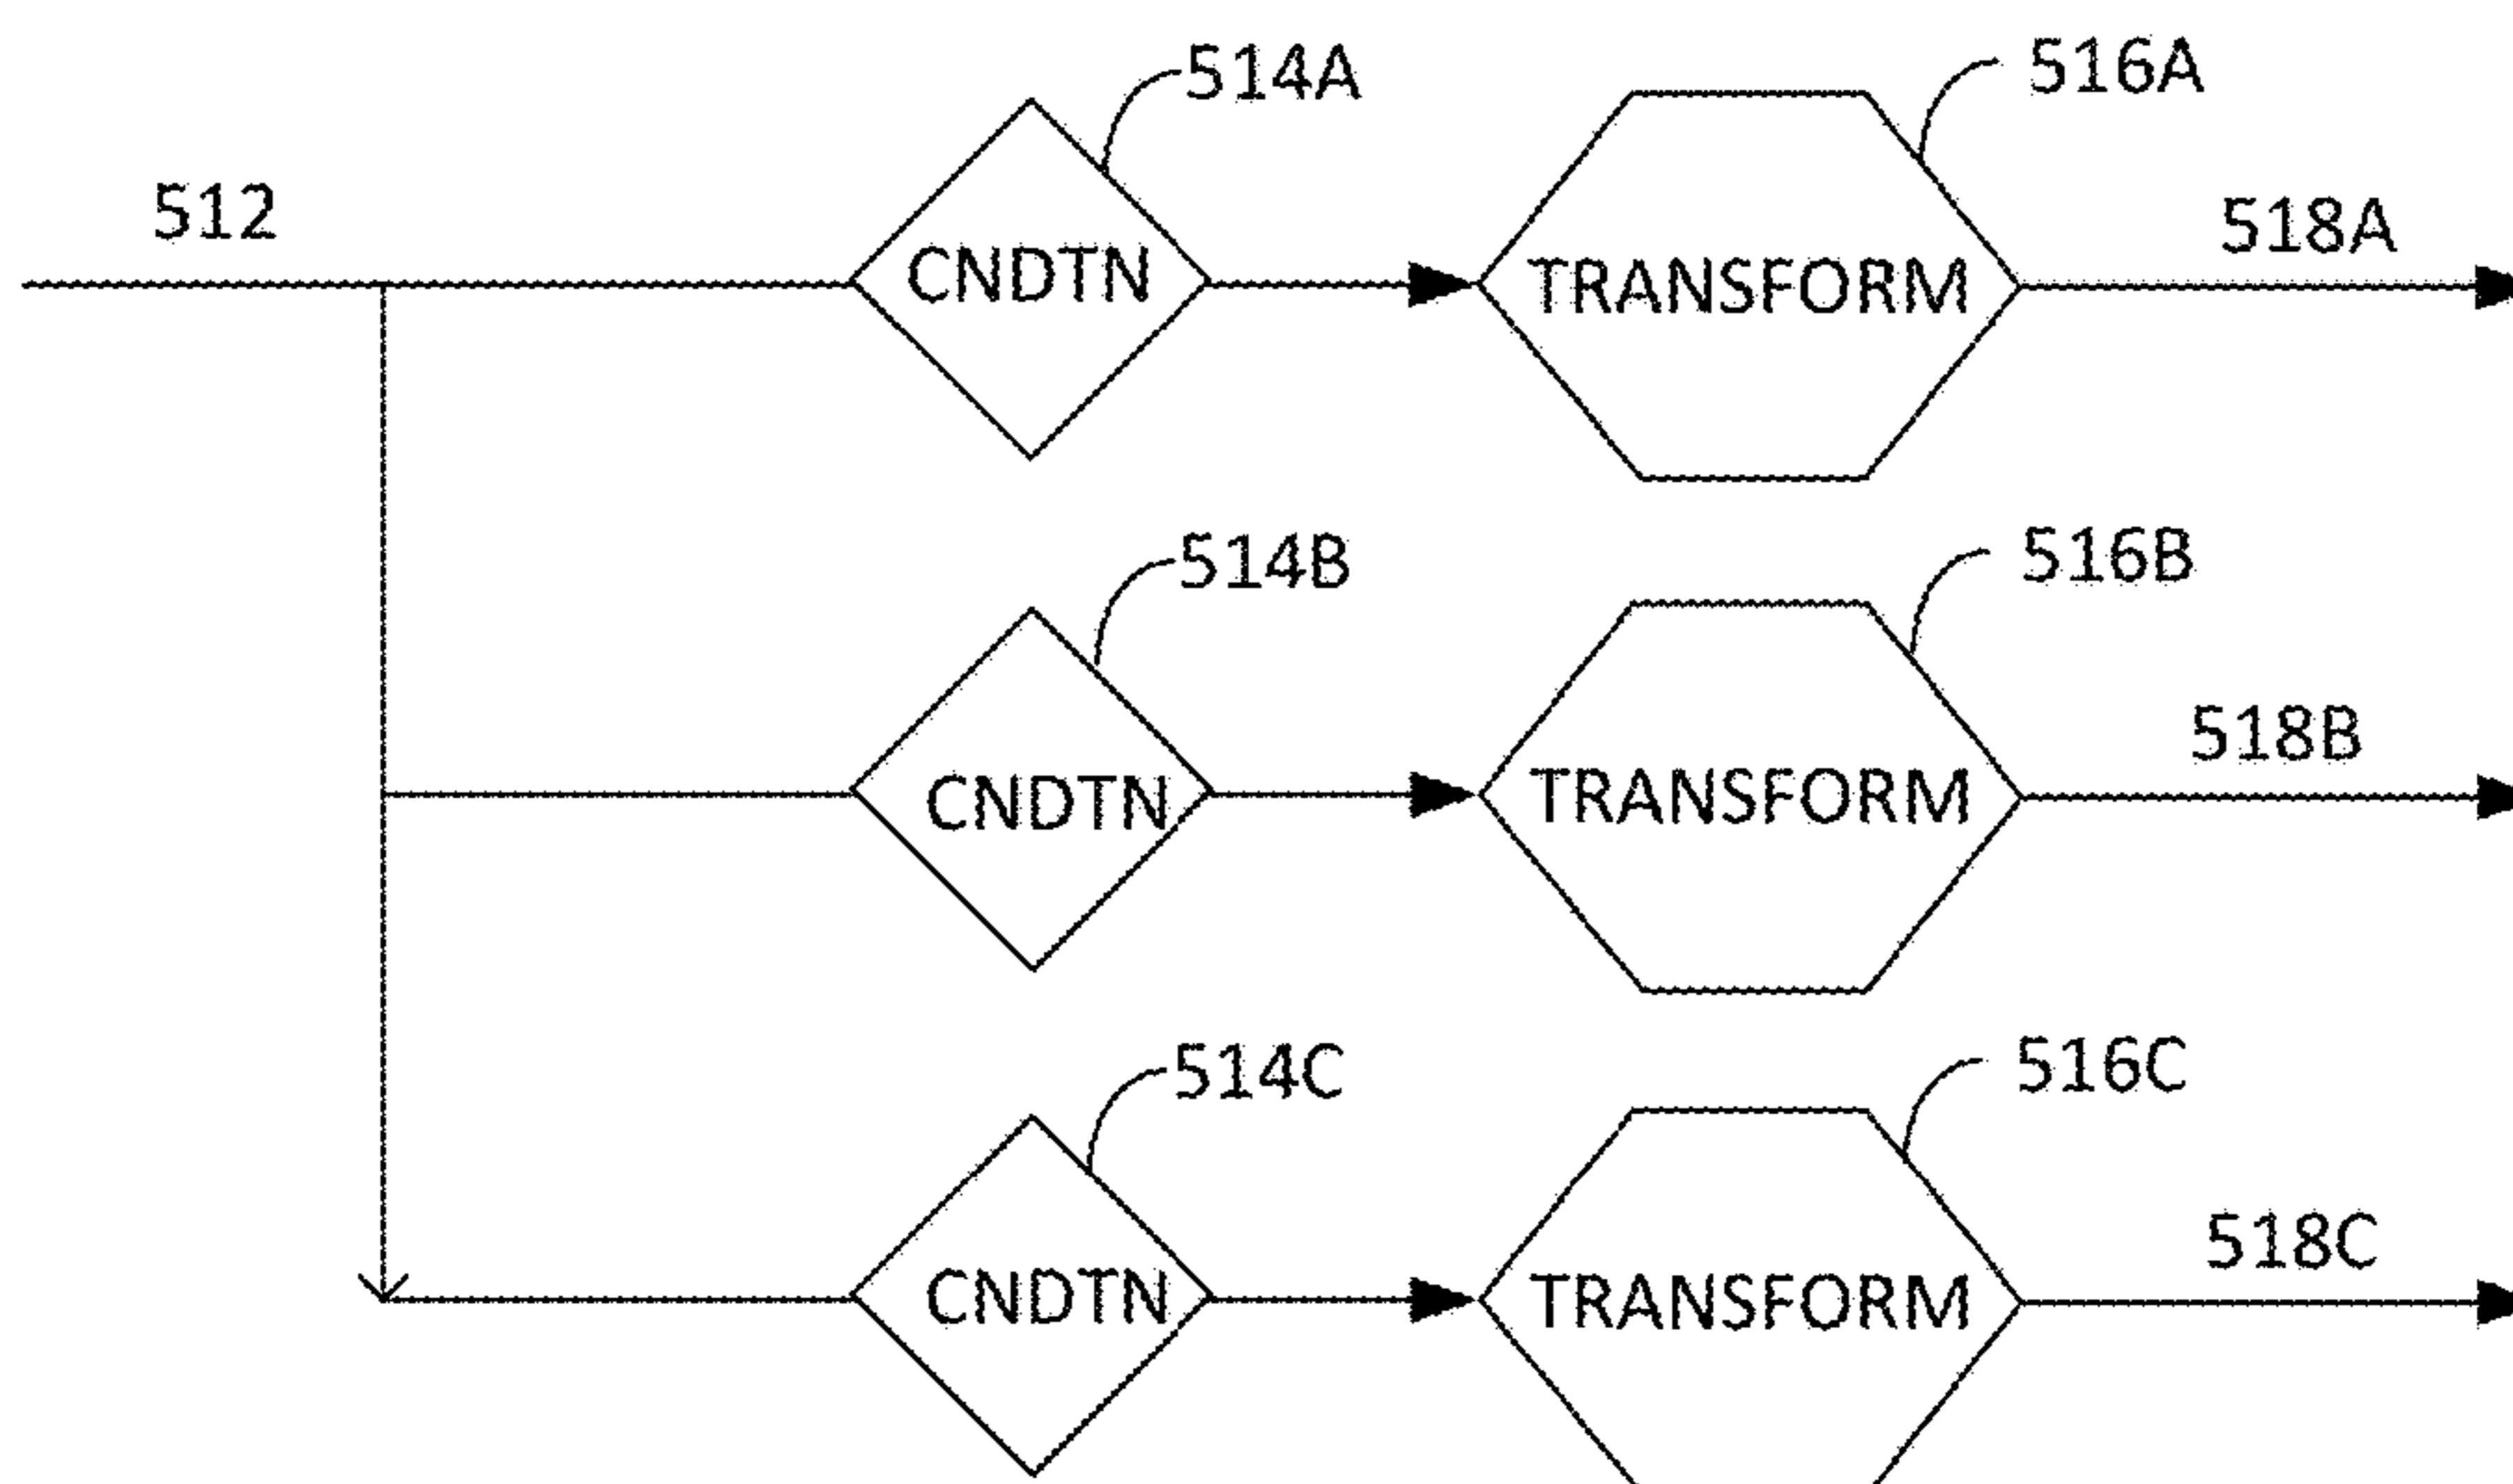 514A
516A
512
518A
CNDTN
TRANSFORM
514B
516B
518B
CNDTN
TRANSFORM
514C
516C
518C
CNDTN
TRANSFORM